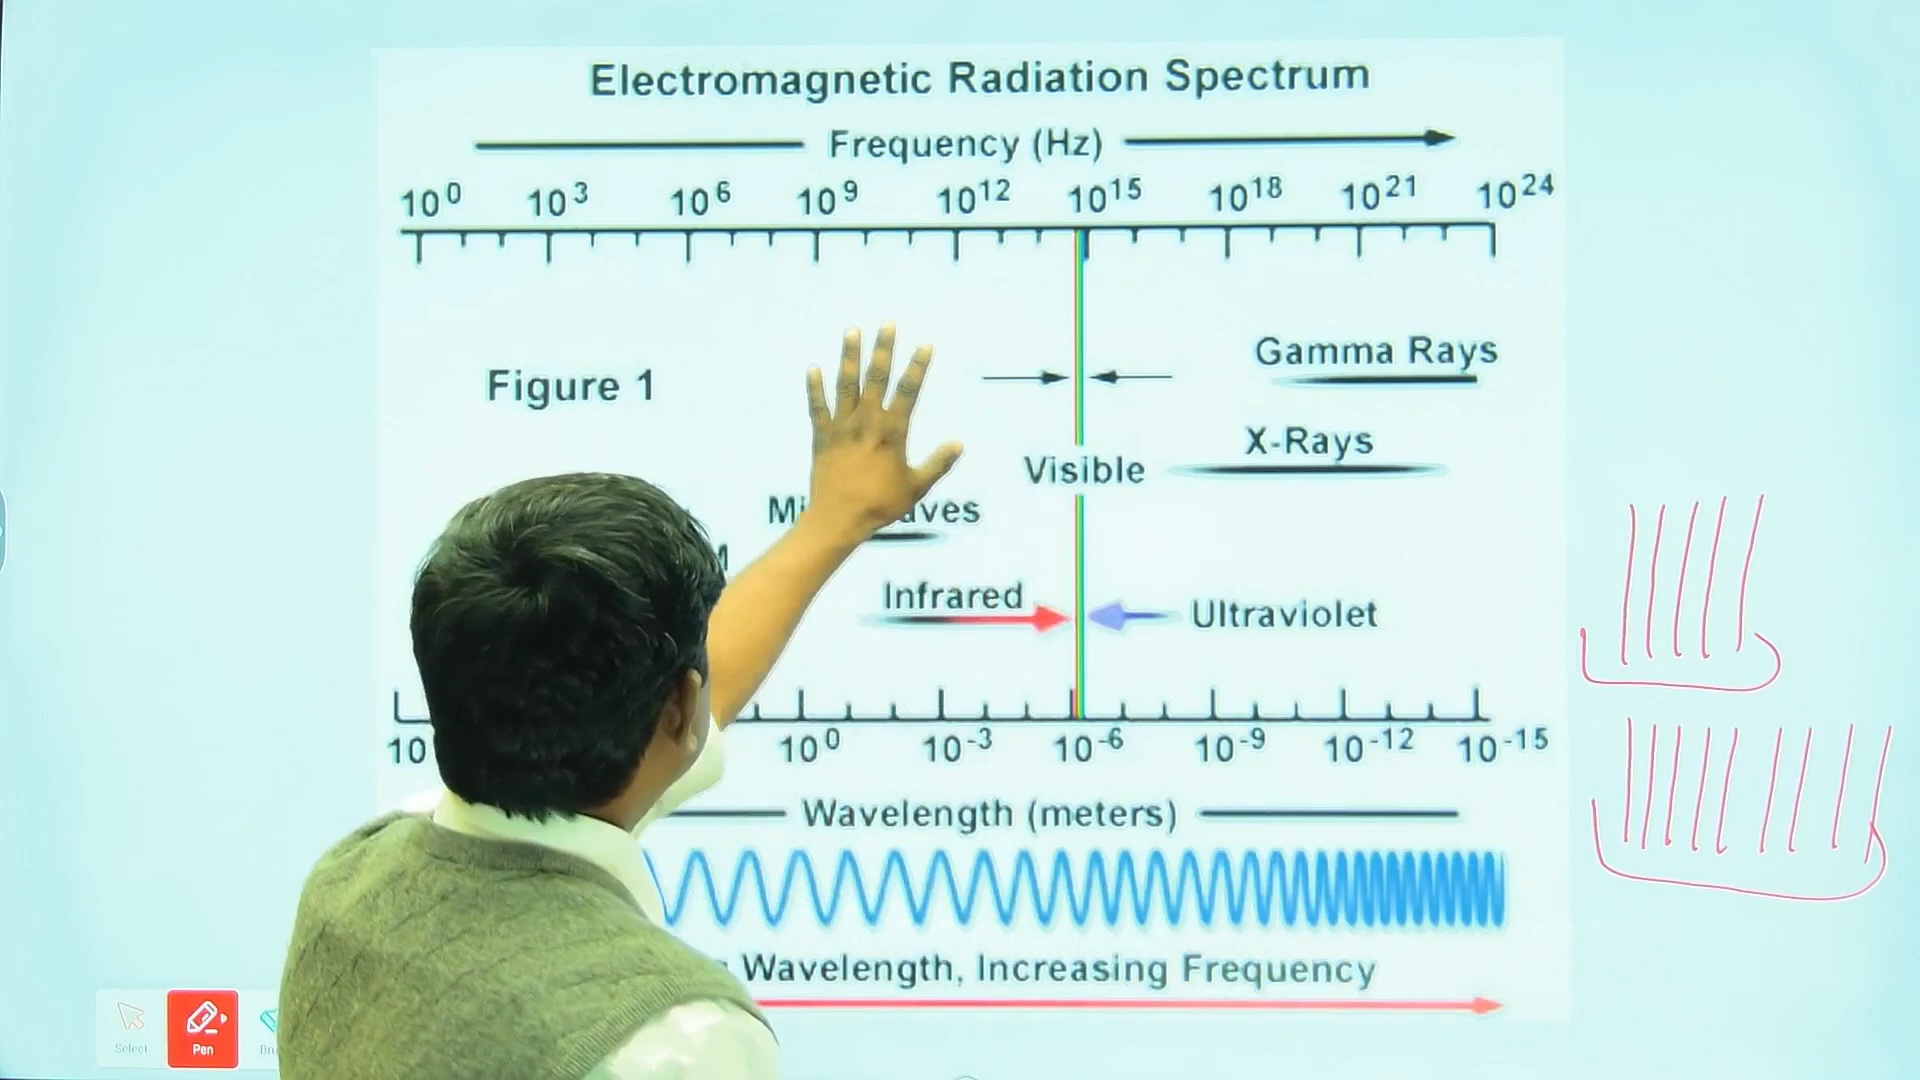 Electromagnetic Radiation Spectrum
Frequency (Hz)
10⁰ 10³ 10⁶ 10⁹ 10¹² 10¹⁵ 10¹⁸ 10²¹ 10²⁴
Gamma Rays
Figure 1
X-Rays
Visible
Infrared
Ultraviolet
10 10⁰ 10⁻³ 10⁻⁶ 10⁻⁹ 10⁻¹² 10⁻¹⁵
Wavelength (meters)
Wavelength, Increasing Frequency
Select
Pen